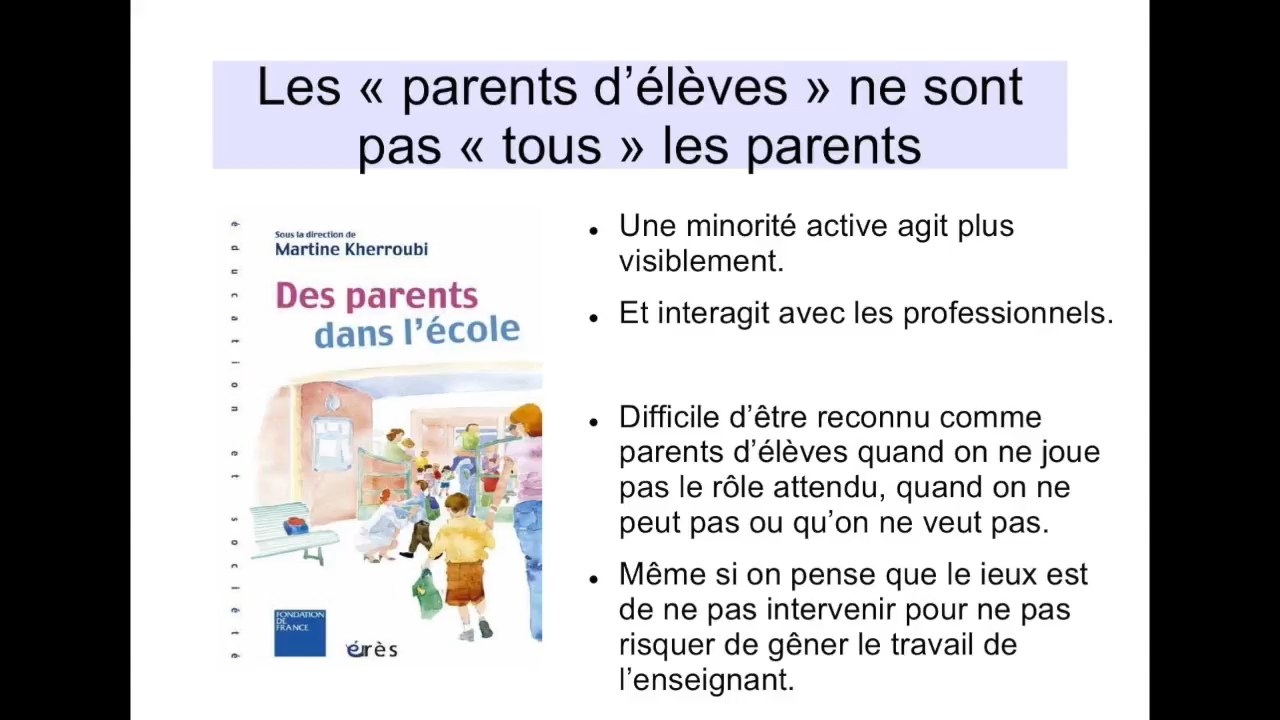 Les « parents d’élèves » ne sont
pas « tous » les parents
éducation et société
Sous la direction de
Martine Kherroubi
Des parents
dans l’école
FONDATION
DE
FRANCE
érès
Une minorité active agit plus
visiblement.
Et interagit avec les professionnels.
Difficile d’être reconnu comme
parents d’élèves quand on ne joue
pas le rôle attendu, quand on ne
peut pas ou qu’on ne veut pas.
Même si on pense que le ieux est
de ne pas intervenir pour ne pas
risquer de gêner le travail de
l’enseignant.